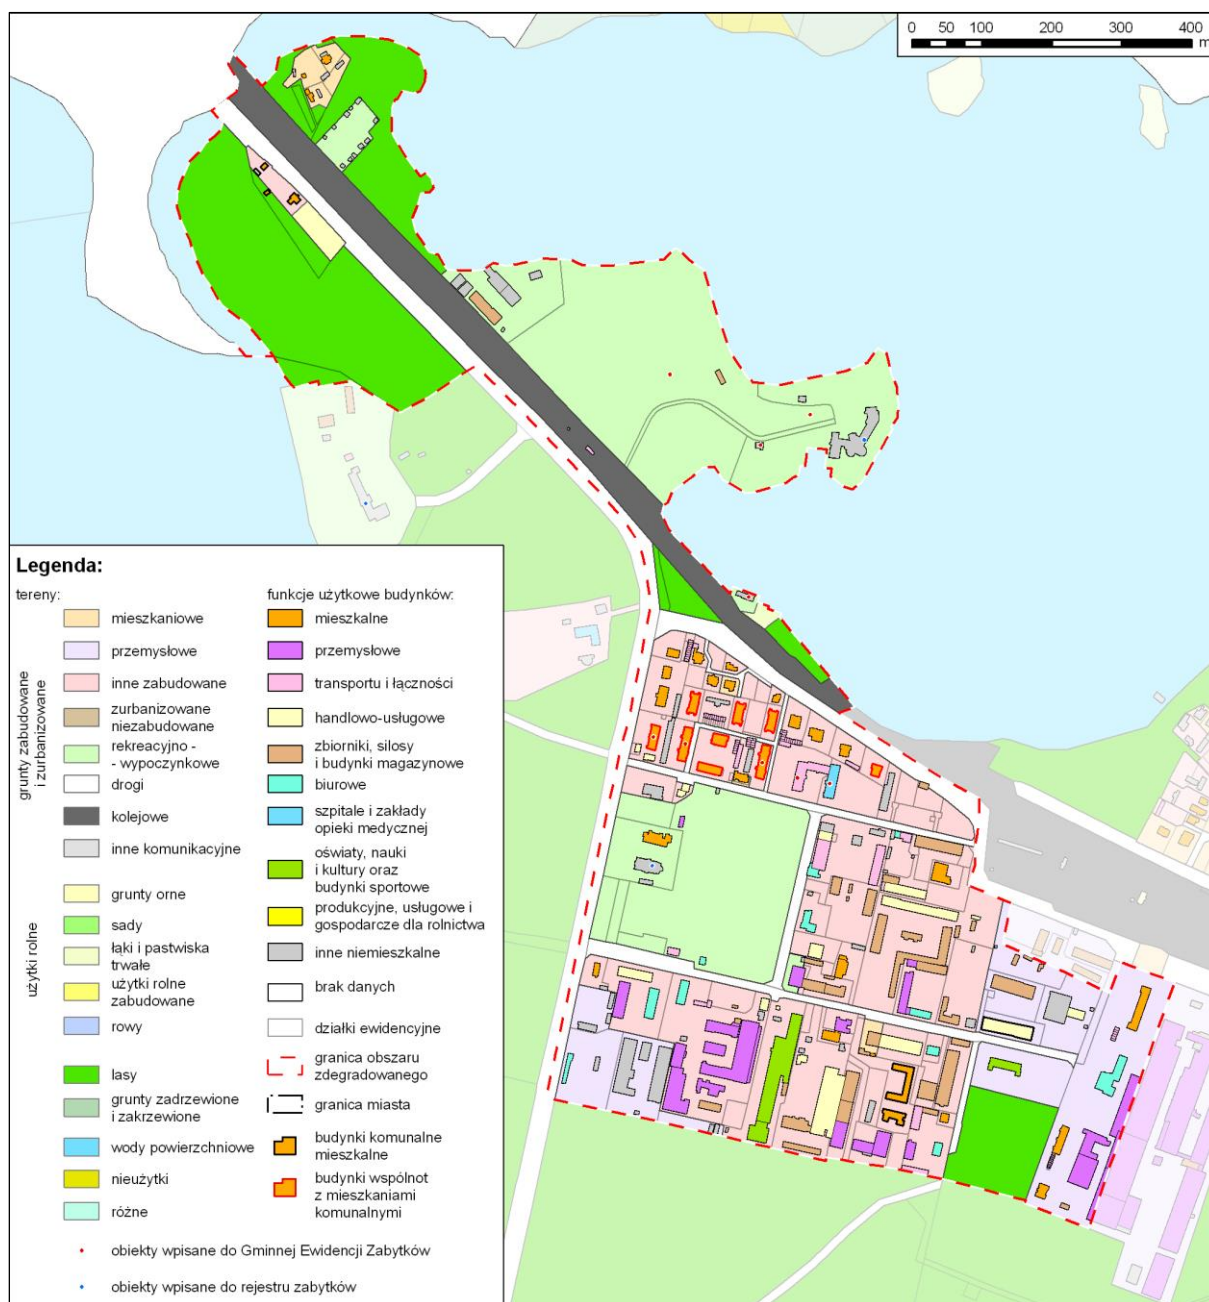 0 50 100 200 300 400
m
Legenda:
tereny:
grunty zabudowane
i zurbanizowane
mieszkaniowe
przemysłowe
inne zabudowane
zurbanizowane
niezabudowane
rekreacyjno -
- wypoczynkowe
drogi
kolejowe
inne komunikacyjne
użytki rolne
grunty orne
sady
łąki i pastwiska
trwałe
użytki rolne
zabudowane
rowy
lasy
grunty zadrzewione
i zakrzewione
wody powierzchniowe
nieużytki
różne
funkcje użytkowe budynków:
mieszkalne
przemysłowe
transportu i łączności
handlowo-usługowe
zbiorniki, silosy
i budynki magazynowe
biurowe
szpitale i zakłady
opieki medycznej
oświaty, nauki
i kultury oraz
budynki sportowe
produkcyjne, usługowe i
gospodarcze dla rolnictwa
inne niemieszkalne
brak danych
działki ewidencyjne
granica obszaru
zdegradowanego
granica miasta
budynki komunalne
mieszkalne
budynki wspólnot
z mieszkaniami
komunalnymi
obiekty wpisane do Gminnej Ewidencji Zabytków
obiekty wpisane do rejestru zabytków